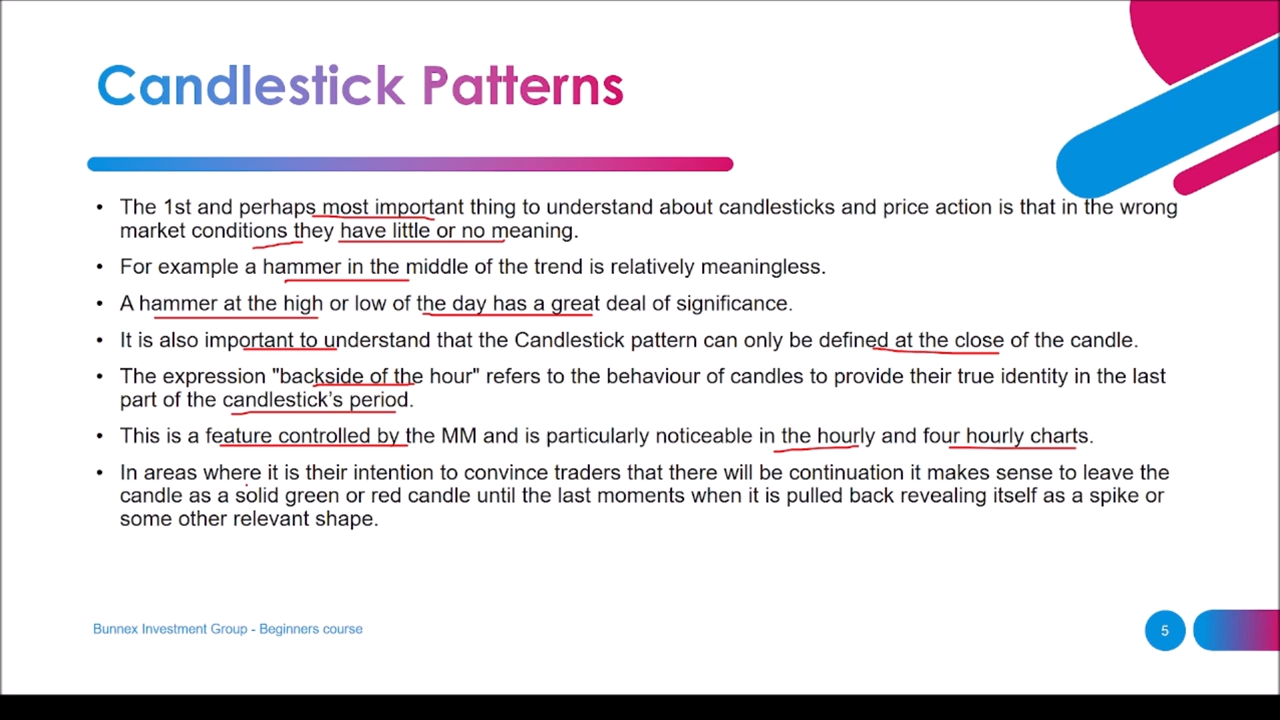 Candlestick Patterns
• The 1st and perhaps most important thing to understand about candlesticks and price action is that in the wrong
market conditions they have little or no meaning.
• For example a hammer in the middle of the trend is relatively meaningless.
• A hammer at the high or low of the day has a great deal of significance.
• It is also important to understand that the Candlestick pattern can only be defined at the close of the candle.
• The expression "backside of the hour" refers to the behaviour of candles to provide their true identity in the last
part of the candlestick's period.
• This is a feature controlled by the MM and is particularly noticeable in the hourly and four hourly charts.
• In areas where it is their intention to convince traders that there will be continuation it makes sense to leave the
candle as a solid green or red candle until the last moments when it is pulled back revealing itself as a spike or
some other relevant shape.
Bunnex Investment Group - Beginners course
5